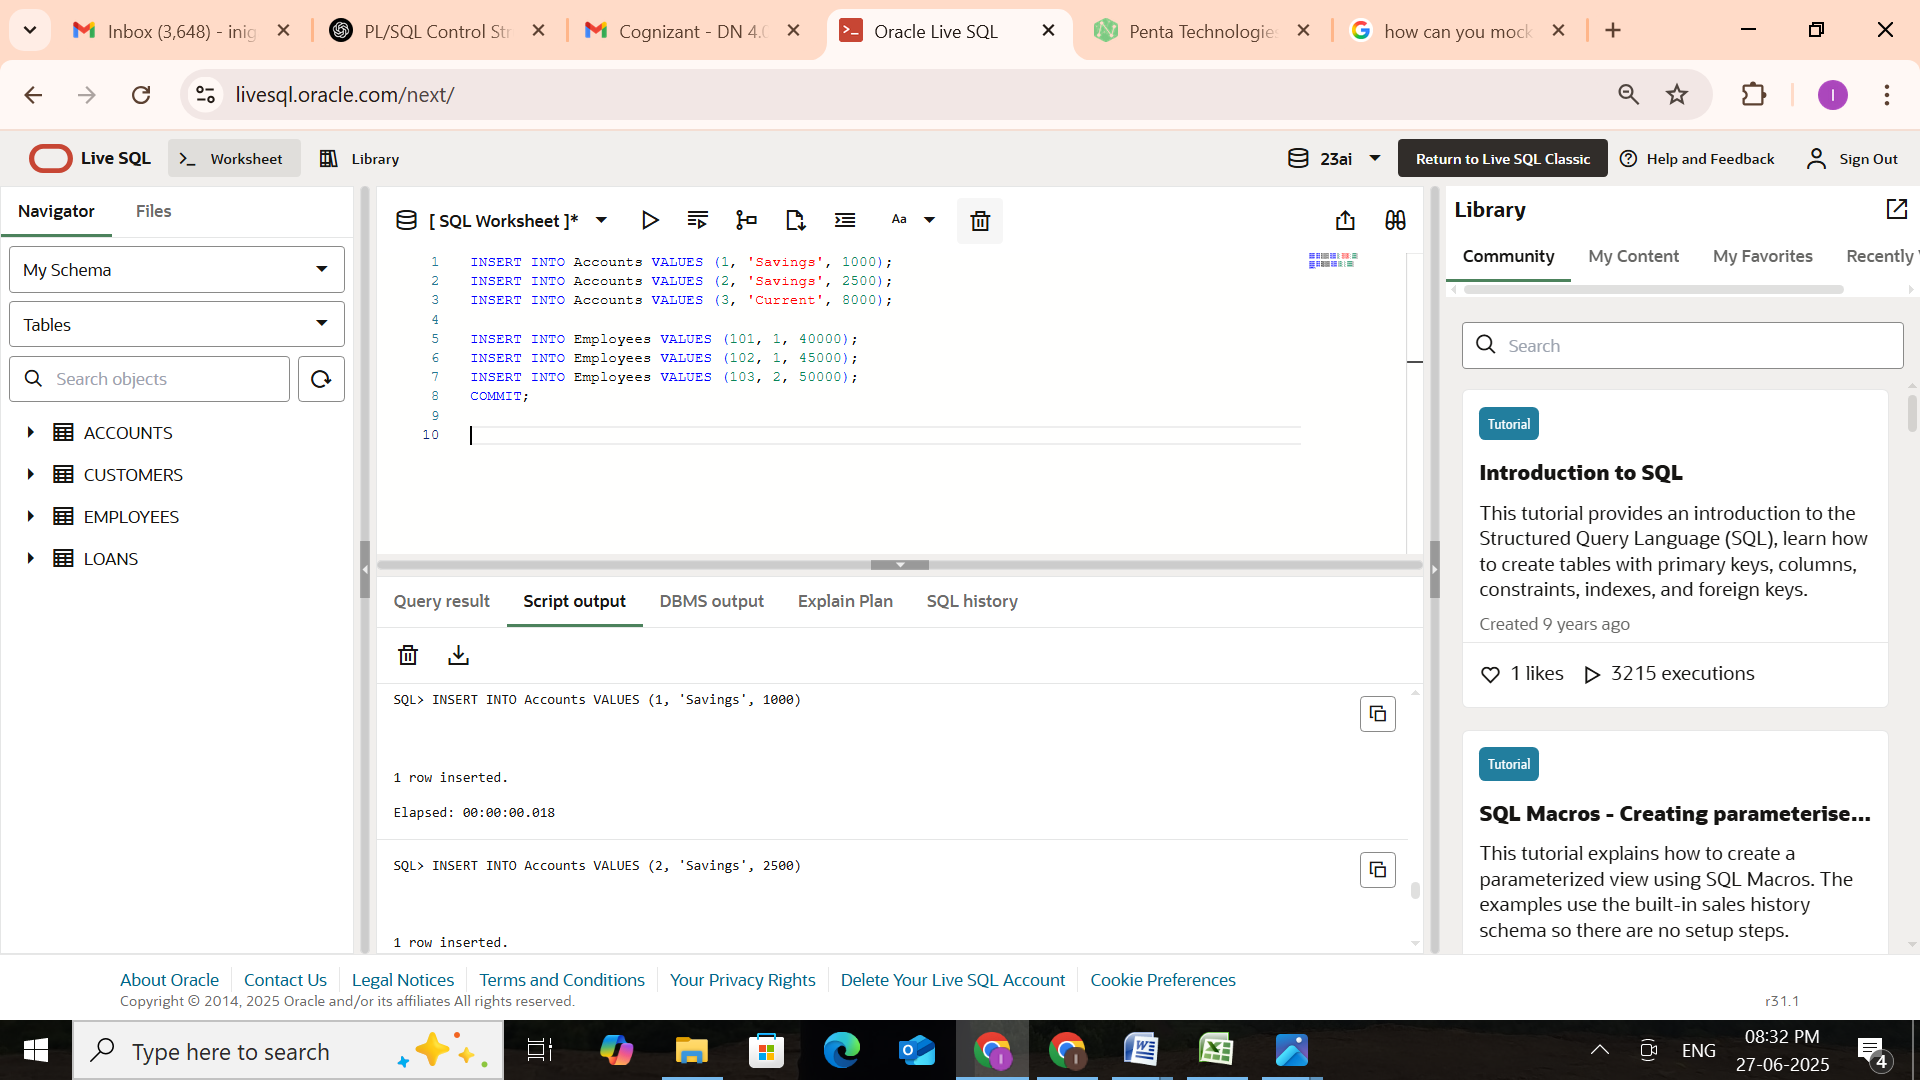 Inbox (3,648) - inig
PL/SQL Control Str
Cognizant - DN 4.0
Oracle Live SQL
Penta Technologies
how can you mock
livesql.oracle.com/next/
I
Live SQL
Worksheet
Library
23ai
Return to Live SQL Classic
Help and Feedback
Sign Out
Navigator
Files
My Schema
Tables
Search objects
ACCOUNTS
CUSTOMERS
EMPLOYEES
LOANS
[ SQL Worksheet ]*
Aa
1 INSERT INTO Accounts VALUES (1, 'Savings', 1000);
2 INSERT INTO Accounts VALUES (2, 'Savings', 2500);
3 INSERT INTO Accounts VALUES (3, 'Current', 8000);
4
5 INSERT INTO Employees VALUES (101, 1, 40000);
6 INSERT INTO Employees VALUES (102, 1, 45000);
7 INSERT INTO Employees VALUES (103, 2, 50000);
8 COMMIT;
9
10
Query result
Script output
DBMS output
Explain Plan
SQL history
SQL> INSERT INTO Accounts VALUES (1, 'Savings', 1000)
1 row inserted.
Elapsed: 00:00:00.018
SQL> INSERT INTO Accounts VALUES (2, 'Savings', 2500)
1 row inserted.
Library
Community
My Content
My Favorites
Recently
Search
Tutorial
Introduction to SQL
This tutorial provides an introduction to the
Structured Query Language (SQL), learn how
to create tables with primary keys, columns,
constraints, indexes, and foreign keys.
Created 9 years ago
1 likes
3215 executions
Tutorial
SQL Macros - Creating parameterise...
This tutorial explains how to create a
parameterized view using SQL Macros. The
examples use the built-in sales history
schema so there are no setup steps.
About Oracle
Contact Us
Legal Notices
Terms and Conditions
Your Privacy Rights
Delete Your Live SQL Account
Cookie Preferences
Copyright © 2014, 2025 Oracle and/or its affiliates All rights reserved.
r31.1
Type here to search
ENG
08:32 PM
27-06-2025
4